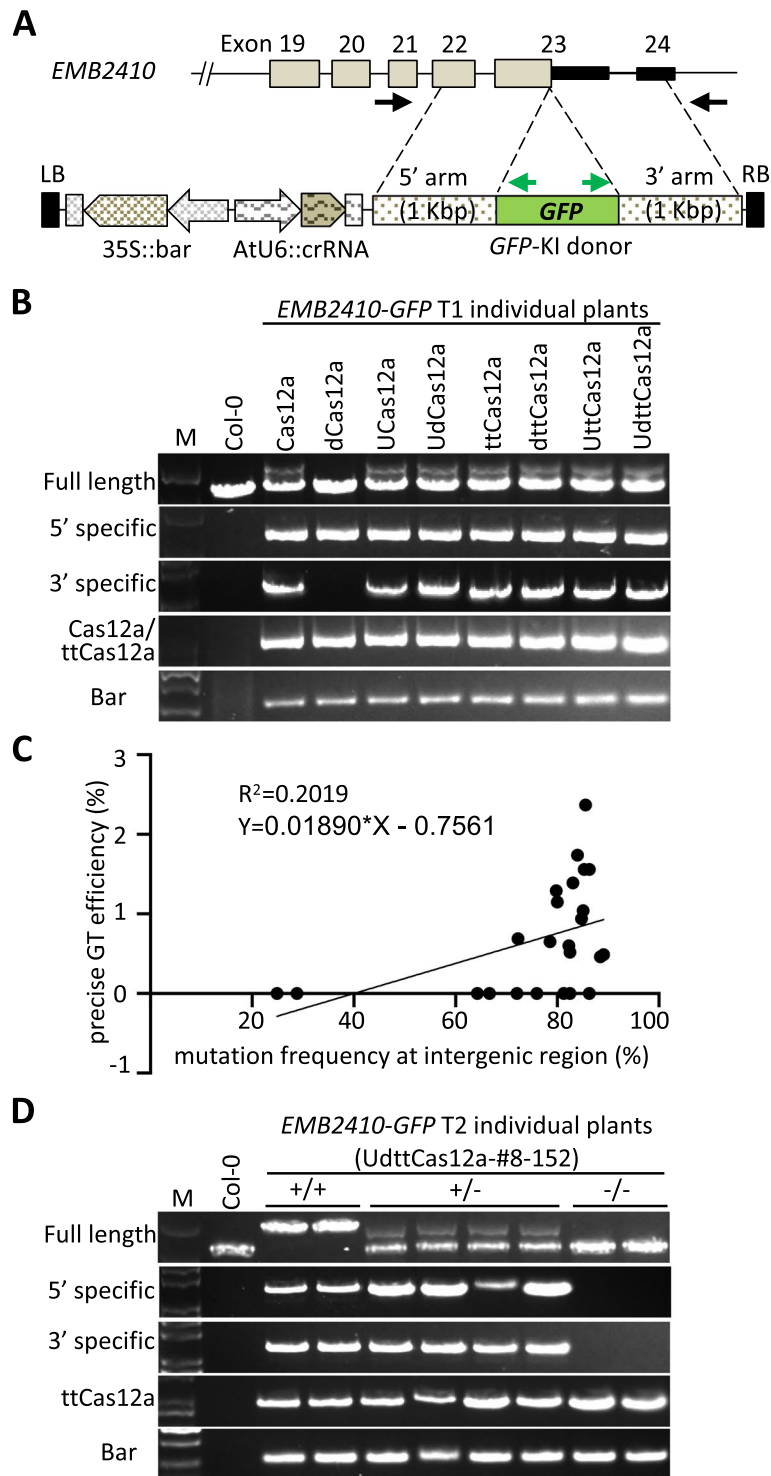 A
Exon 19 20 21 22 23 24
EMB2410
LB
5’ arm
(1 Kbp)
GFP
3’ arm
(1 Kbp)
RB
35S::bar
AtU6::crRNA
GFP-KI donor
B
EMB2410-GFP T1 individual plants
M
Col-0
Cas12a
dCas12a
UCas12a
UdCas12a
ttCas12a
dttCas12a
UttCas12a
UdttCas12a
Full length
5’ specific
3’ specific
Cas12a/
ttCas12a
Bar
C
precise GT efficiency (%)
3
2
1
0
-1
R²=0.2019
Y=0.01890*X - 0.7561
20 40 60 80 100
mutation frequency at intergenic region (%)
D
EMB2410-GFP T2 individual plants
(UdttCas12a-#8-152)
M
Col-0
+/+ +/- -/-
Full length
5’ specific
3’ specific
ttCas12a
Bar